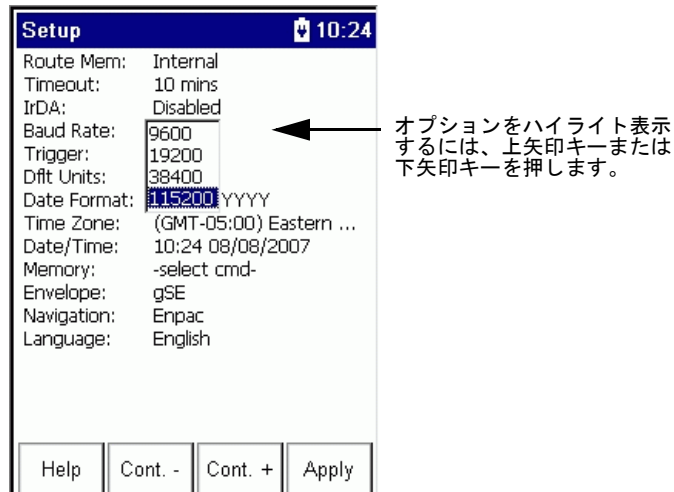 Setup 10:24
Route Mem: Internal
Timeout: 10 mins
IrDA: Disabled
Baud Rate: 9600
Trigger: 19200
Dflt Units: 38400
Date Format: 115200 YYYY
Time Zone: (GMT-05:00) Eastern ...
Date/Time: 10:24 08/08/2007
Memory: -select cmd-
Envelope: gSE
Navigation: Enpac
Language: English
Help Cont. - Cont. + Apply
オプションをハイライト表示
するには、上矢印キーまたは
下矢印キーを押します。